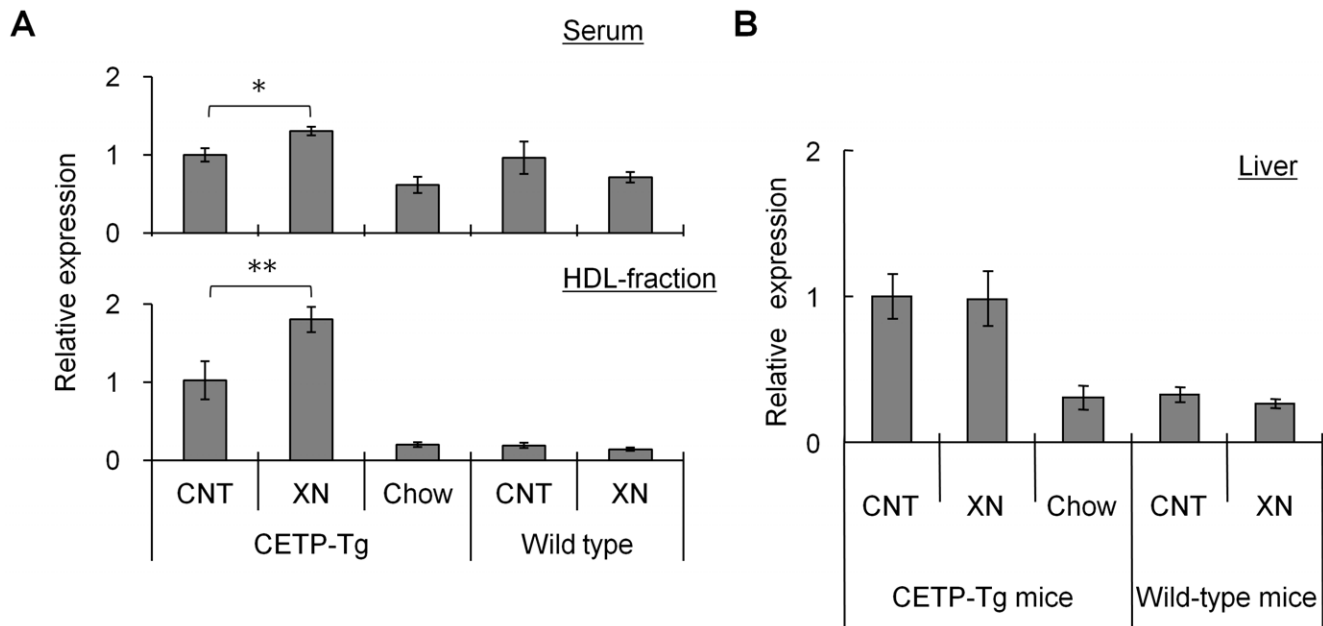 A
Serum
Relative expression
2
1
0
*
HDL-fraction
2
1
0
**
CNT XN Chow CNT XN
CETP-Tg Wild type
B
Liver
Relative expression
2
1
0
CNT XN Chow CNT XN
CETP-Tg mice Wild-type mice